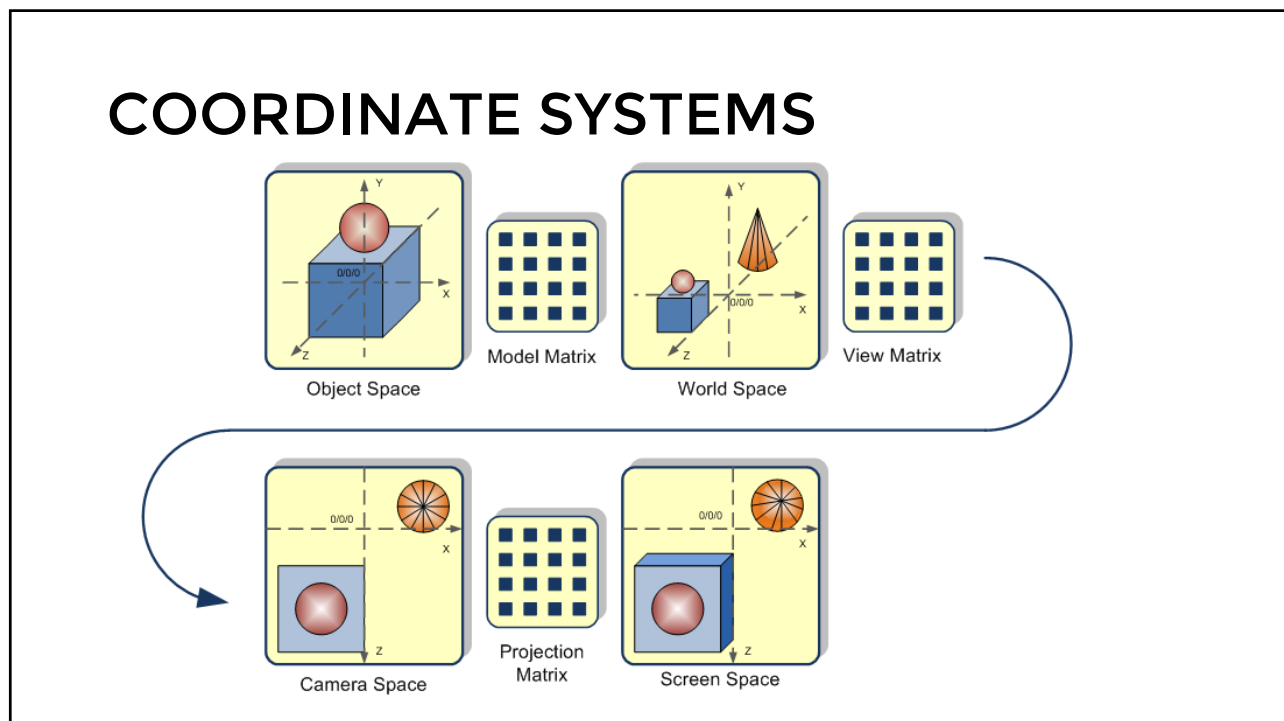 COORDINATE SYSTEMS
Y
0/0/0
X
Z
Object Space
Model Matrix
Y
0/0/0
X
Z
World Space
View Matrix
0/0/0
X
Z
Camera Space
Projection
Matrix
0/0/0
X
Z
Screen Space